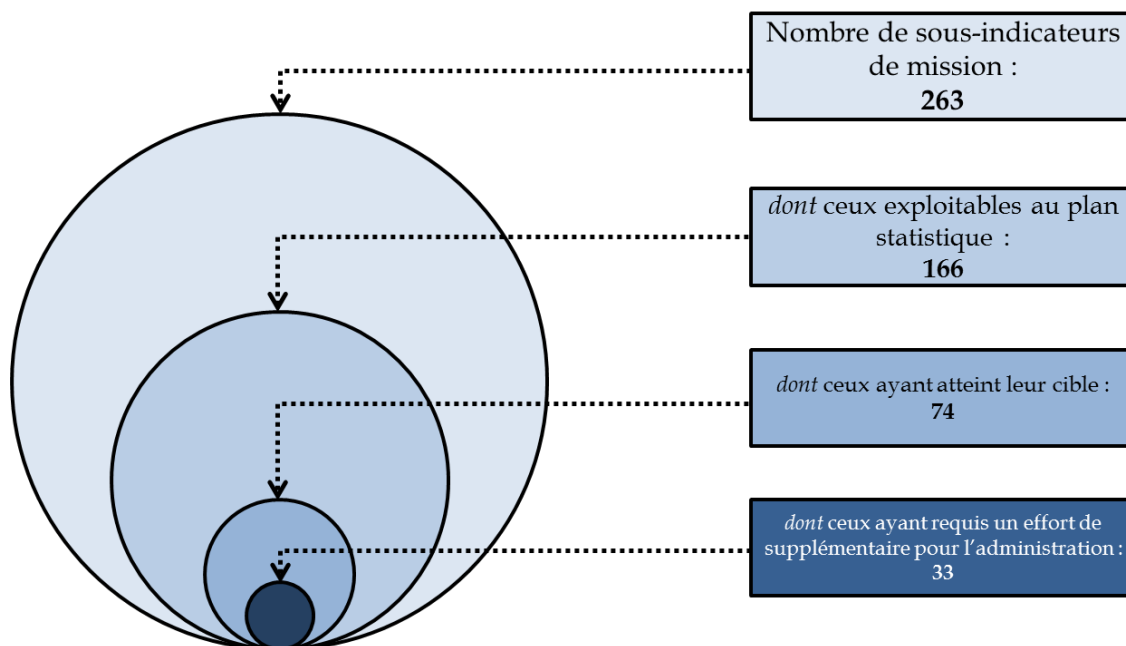 Nombre de sous-indicateurs
de mission :
263
dont ceux exploitables au plan
statistique :
166
dont ceux ayant atteint leur cible :
74
dont ceux ayant requis un effort de
supplémentaire pour l'administration :
33